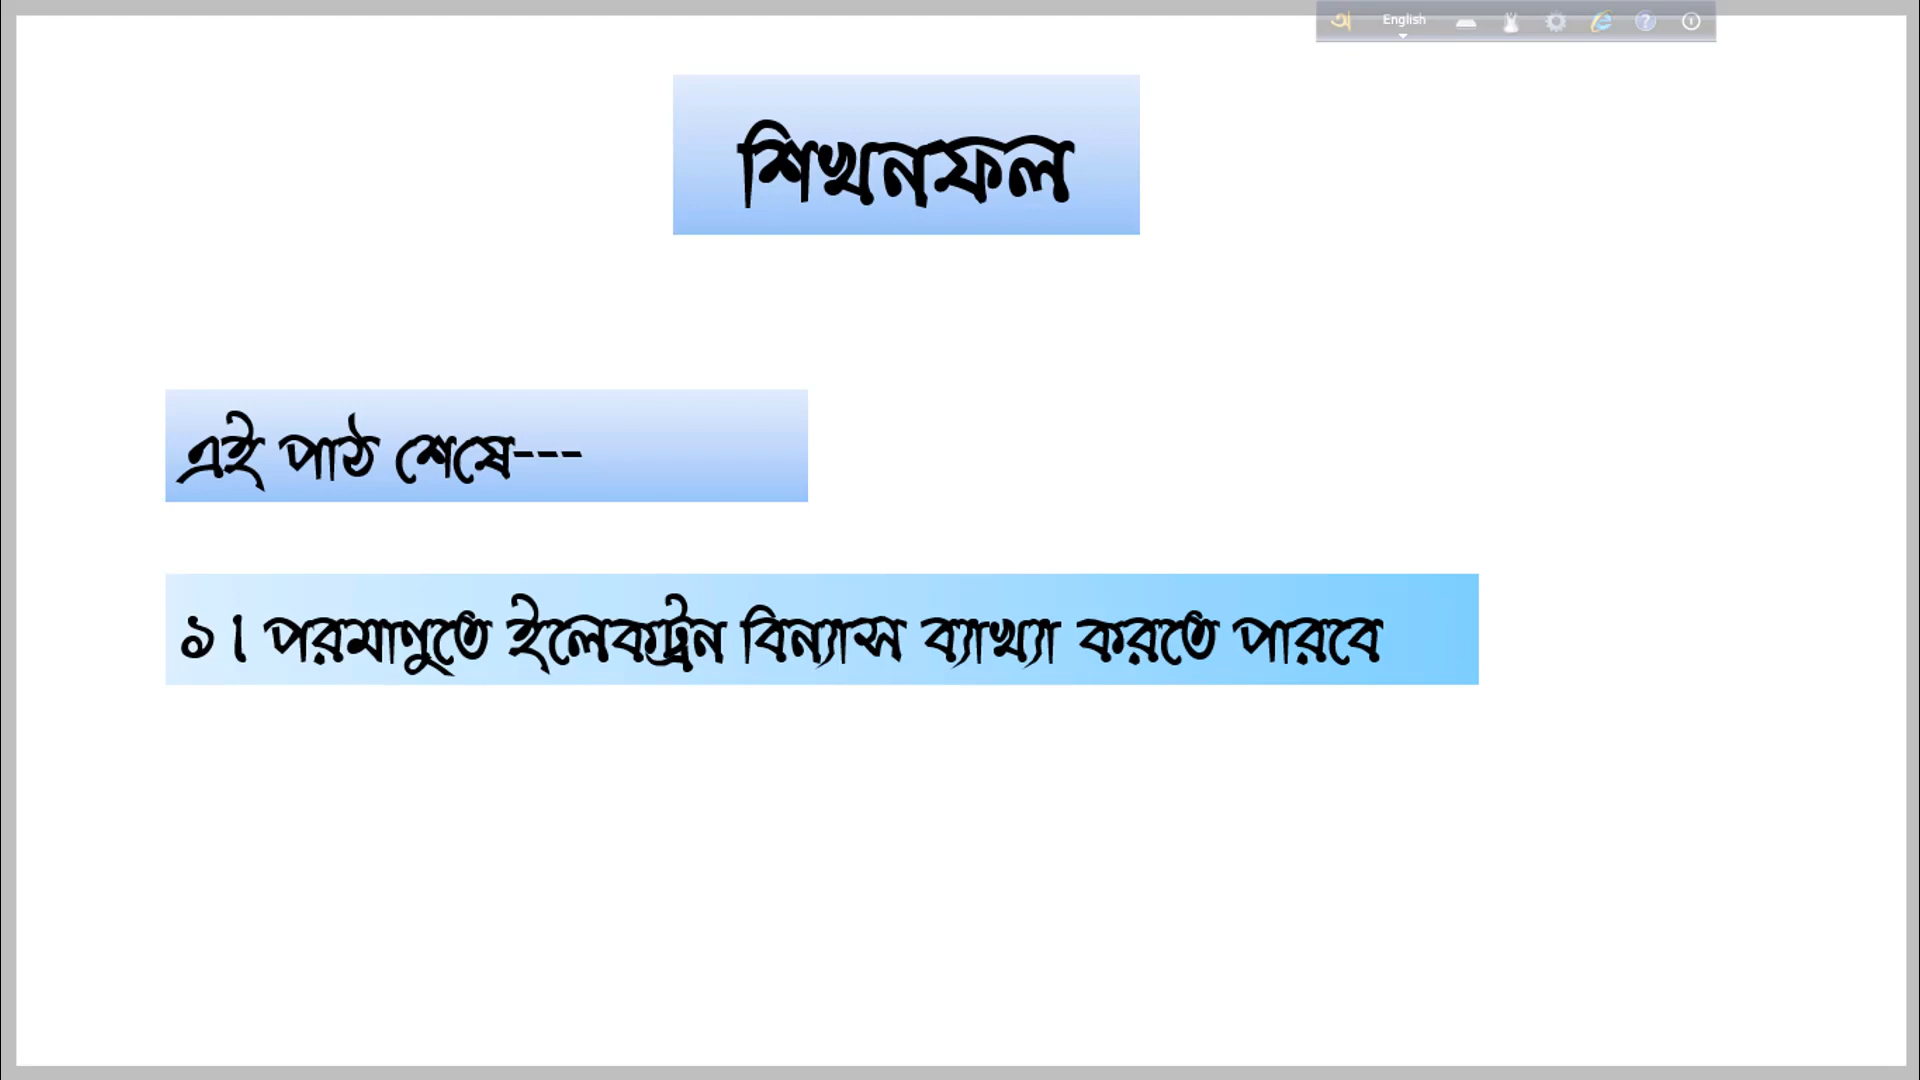 অ English
শিখনফল
এই পাঠ শেষে---
১। পরমাণুতে ইলেকট্রন বিন্যাস ব্যাখ্যা করতে পারবে